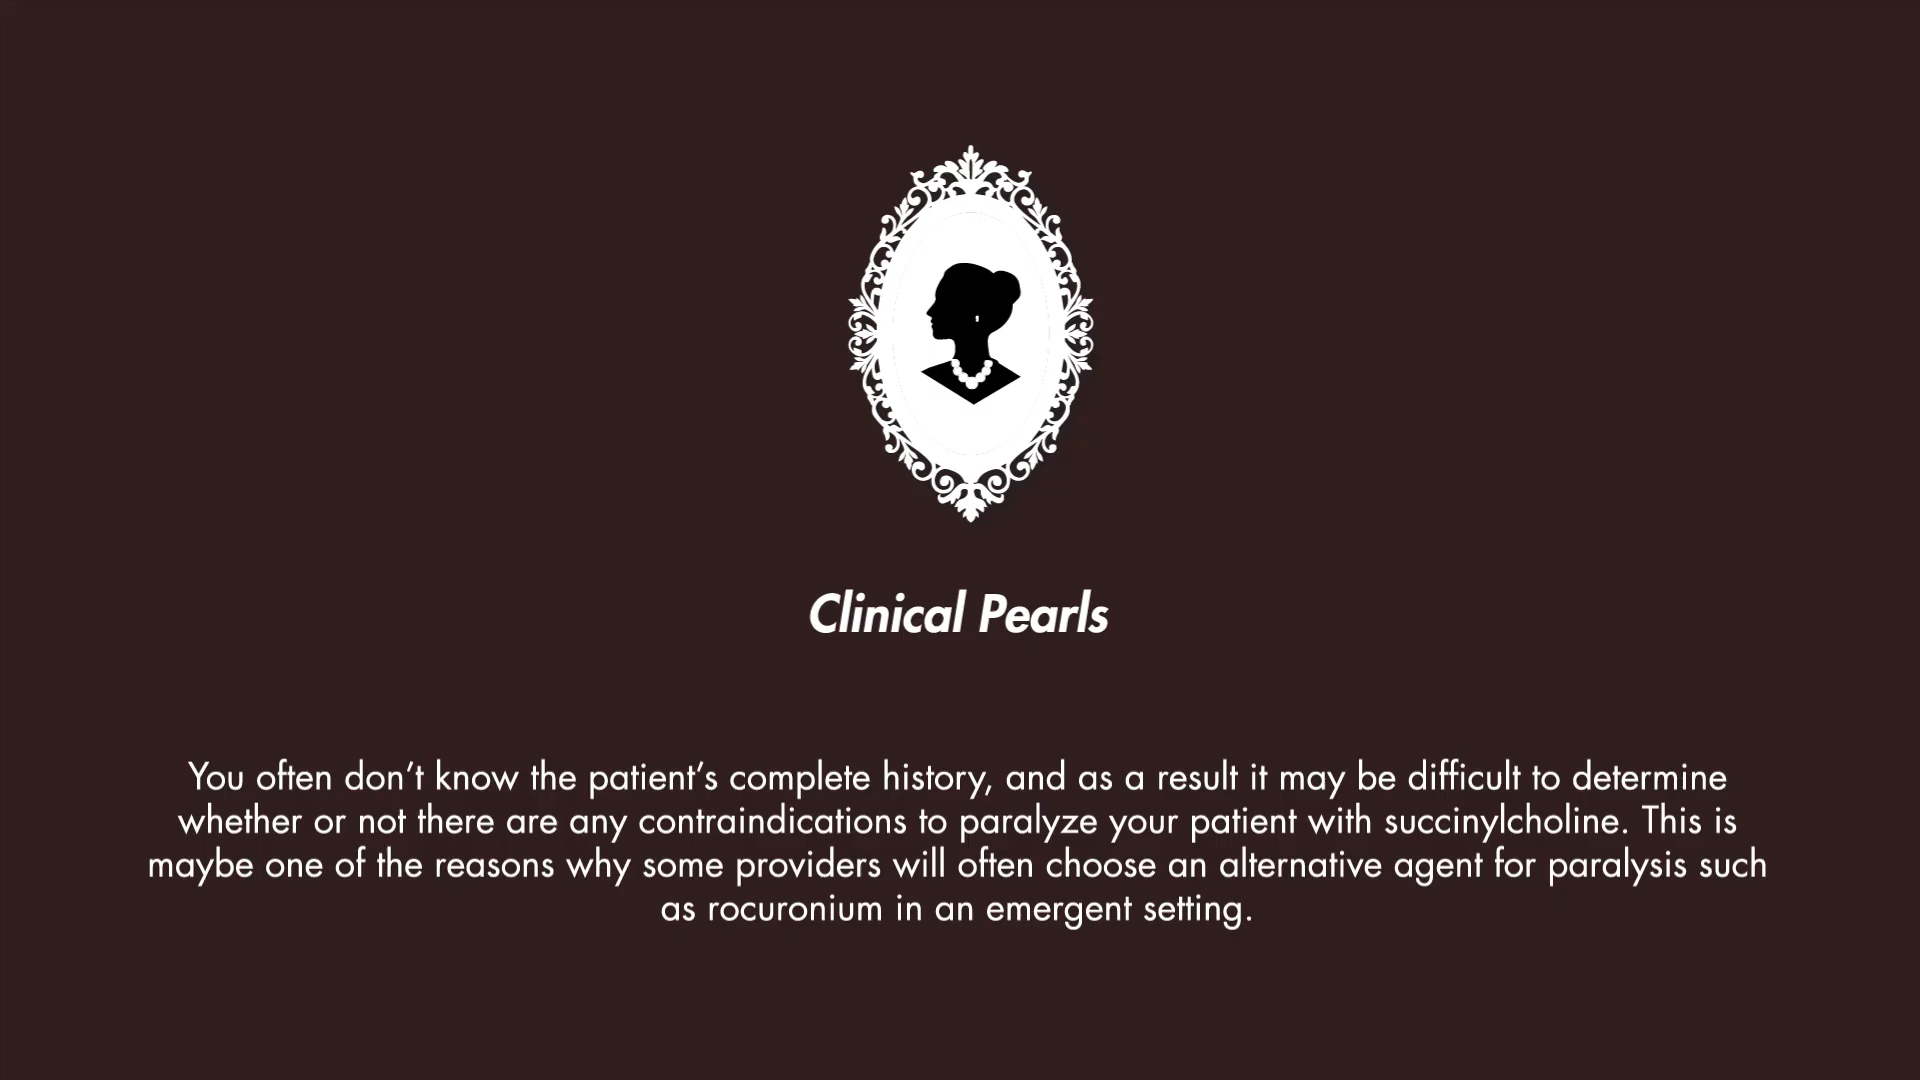 Clinical Pearls
You often don’t know the patient’s complete history, and as a result it may be difficult to determine
whether or not there are any contraindications to paralyze your patient with succinylcholine. This is
maybe one of the reasons why some providers will often choose an alternative agent for paralysis such
as rocuronium in an emergent setting.